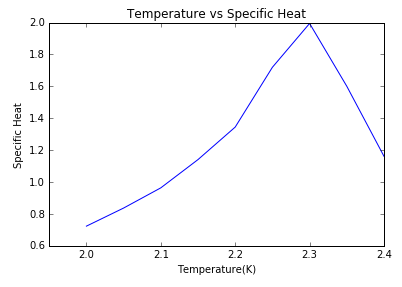 Temperature vs Specific Heat
2.0
1.8
1.6
1.4
1.2
1.0
0.8
0.6
Specific Heat
2.0 2.1 2.2 2.3 2.4
Temperature(K)